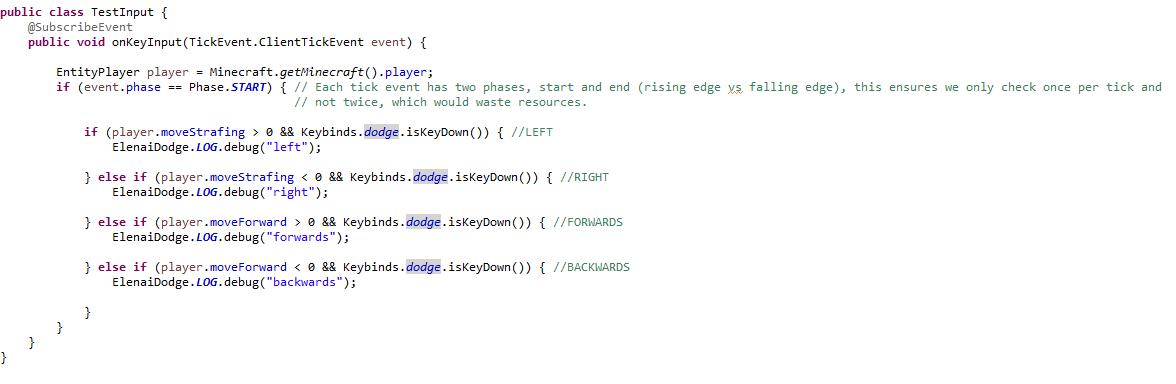 public class TestInput {
    @SubscribeEvent
    public void onKeyInput(TickEvent.ClientTickEvent event) {

        EntityPlayer player = Minecraft.getMinecraft().player;
        if (event.phase == Phase.START) { // Each tick event has two phases, start and end (rising edge vs falling edge), this ensures we only check once per tick and
                                          // not twice, which would waste resources.

            if (player.moveStrafing > 0 && Keybinds.dodge.isKeyDown()) { //LEFT
                ElenaiDodge.LOG.debug("left");

            } else if (player.moveStrafing < 0 && Keybinds.dodge.isKeyDown()) { //RIGHT
                ElenaiDodge.LOG.debug("right");

            } else if (player.moveForward > 0 && Keybinds.dodge.isKeyDown()) { //FORWARDS
                ElenaiDodge.LOG.debug("forwards");

            } else if (player.moveForward < 0 && Keybinds.dodge.isKeyDown()) { //BACKWARDS
                ElenaiDodge.LOG.debug("backwards");

            }
        }
    }
}